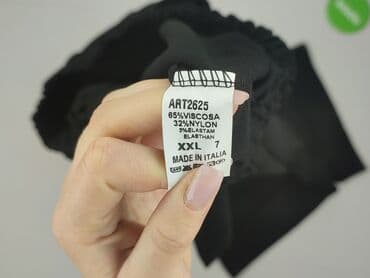 ART2625
65%VISCOSA
32%NYLON
3%ELASTAM
ELASTHAN
XXL 7
MADE IN ITALIA